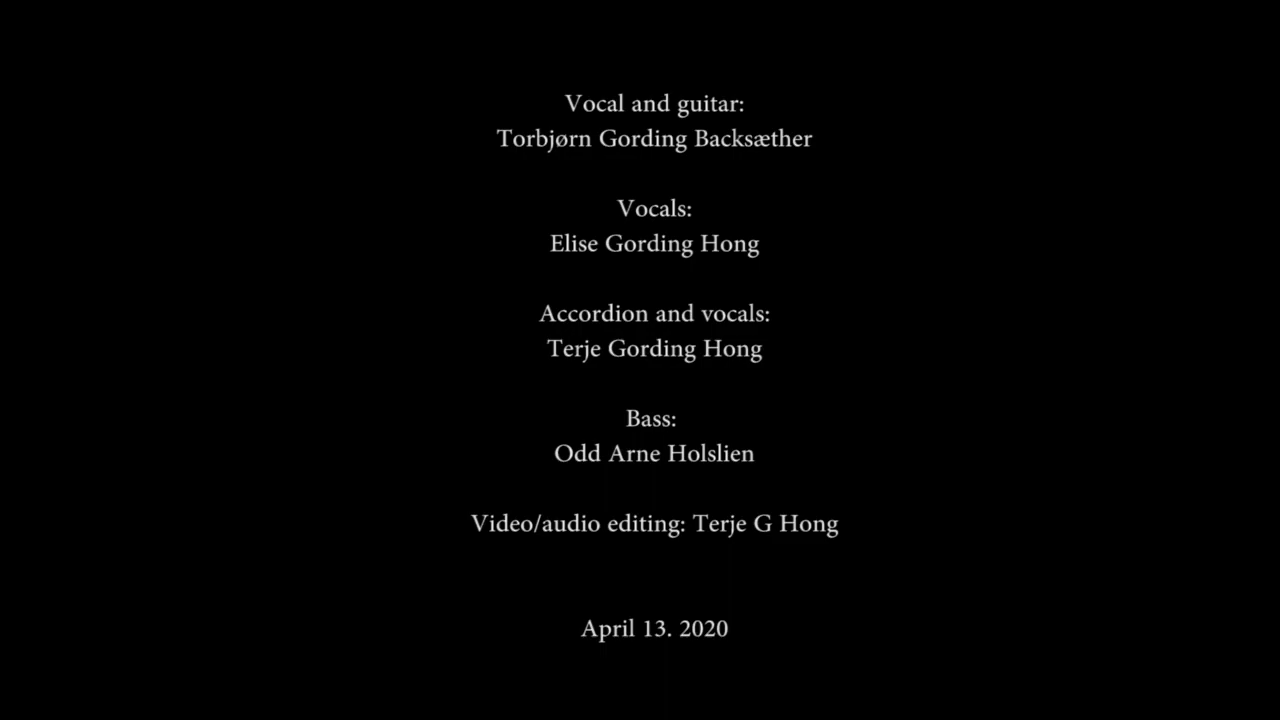 Vocal and guitar:
Torbjørn Gording Backsæther
Vocals:
Elise Gording Hong
Accordion and vocals:
Terje Gording Hong
Bass:
Odd Arne Holslien
Video/audio editing: Terje G Hong
April 13. 2020